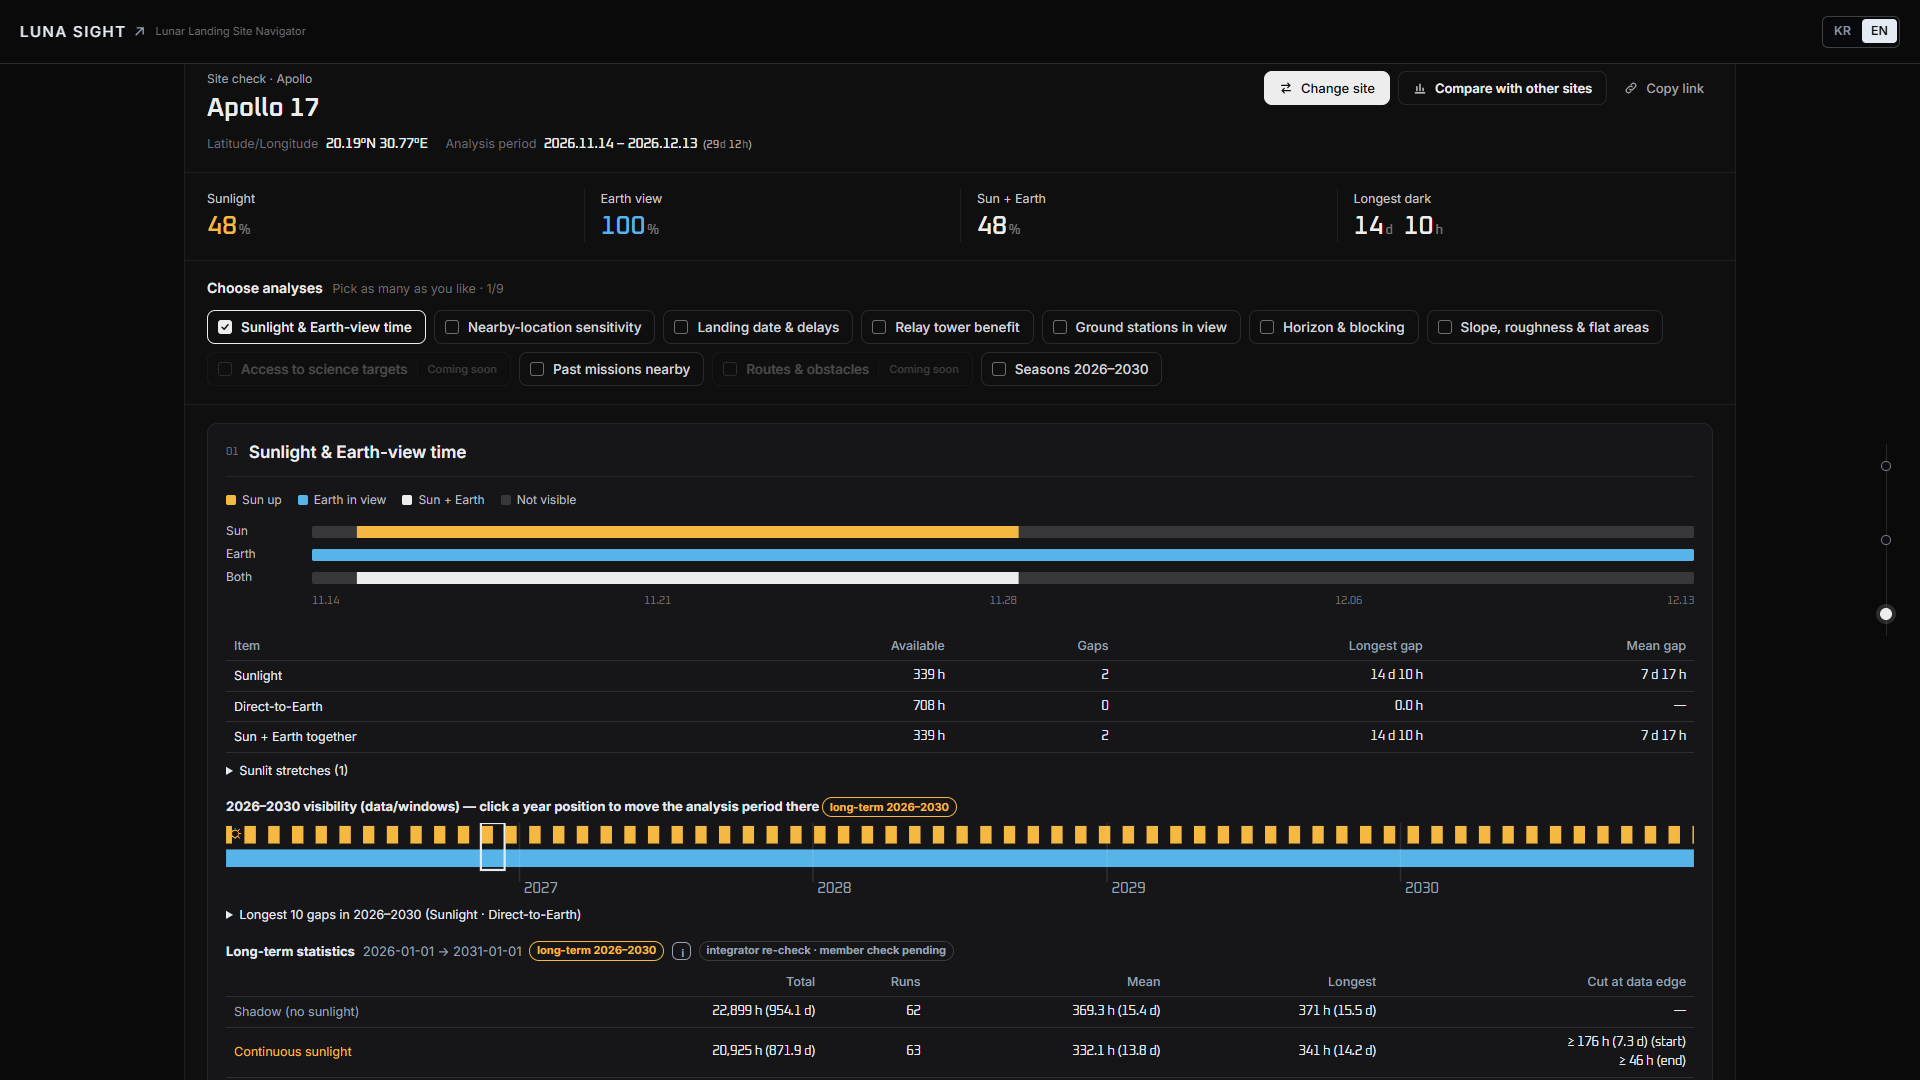 LUNA SIGHT Lunar Landing Site Navigator KR EN
Site check · Apollo
Apollo 17
Change site Compare with other sites Copy link
Latitude/Longitude 20.19°N 30.77°E Analysis period 2026.11.14 – 2026.12.13 (29d 12h)
Sunlight Earth view Sun + Earth Longest dark
48% 100% 48% 14d 10h
Choose analyses Pick as many as you like · 1/9
Sunlight & Earth-view time Nearby-location sensitivity Landing date & delays Relay tower benefit Ground stations in view Horizon & blocking Slope, roughness & flat areas
Access to science targets Coming soon Past missions nearby Routes & obstacles Coming soon Seasons 2026–2030
01 Sunlight & Earth-view time
Sun up Earth in view Sun + Earth Not visible
Sun
Earth
Both
11.14 11.21 11.28 12.06 12.13
Item Available Gaps Longest gap Mean gap
Sunlight 339 h 2 14 d 10 h 7 d 17 h
Direct-to-Earth 708 h 0 0.0 h —
Sun + Earth together 339 h 2 14 d 10 h 7 d 17 h
Sunlit stretches (1)
2026–2030 visibility (data/windows) — click a year position to move the analysis period there long-term 2026–2030
2027 2028 2029 2030
Longest 10 gaps in 2026–2030 (Sunlight · Direct-to-Earth)
Long-term statistics 2026-01-01 → 2031-01-01 long-term 2026–2030 i integrator re-check · member check pending
Total Runs Mean Longest Cut at data edge
Shadow (no sunlight) 22,899 h (954.1 d) 62 369.3 h (15.4 d) 371 h (15.5 d) —
Continuous sunlight 20,925 h (871.9 d) 63 332.1 h (13.8 d) 341 h (14.2 d) ≥ 176 h (7.3 d) (start)
≥ 46 h (end)